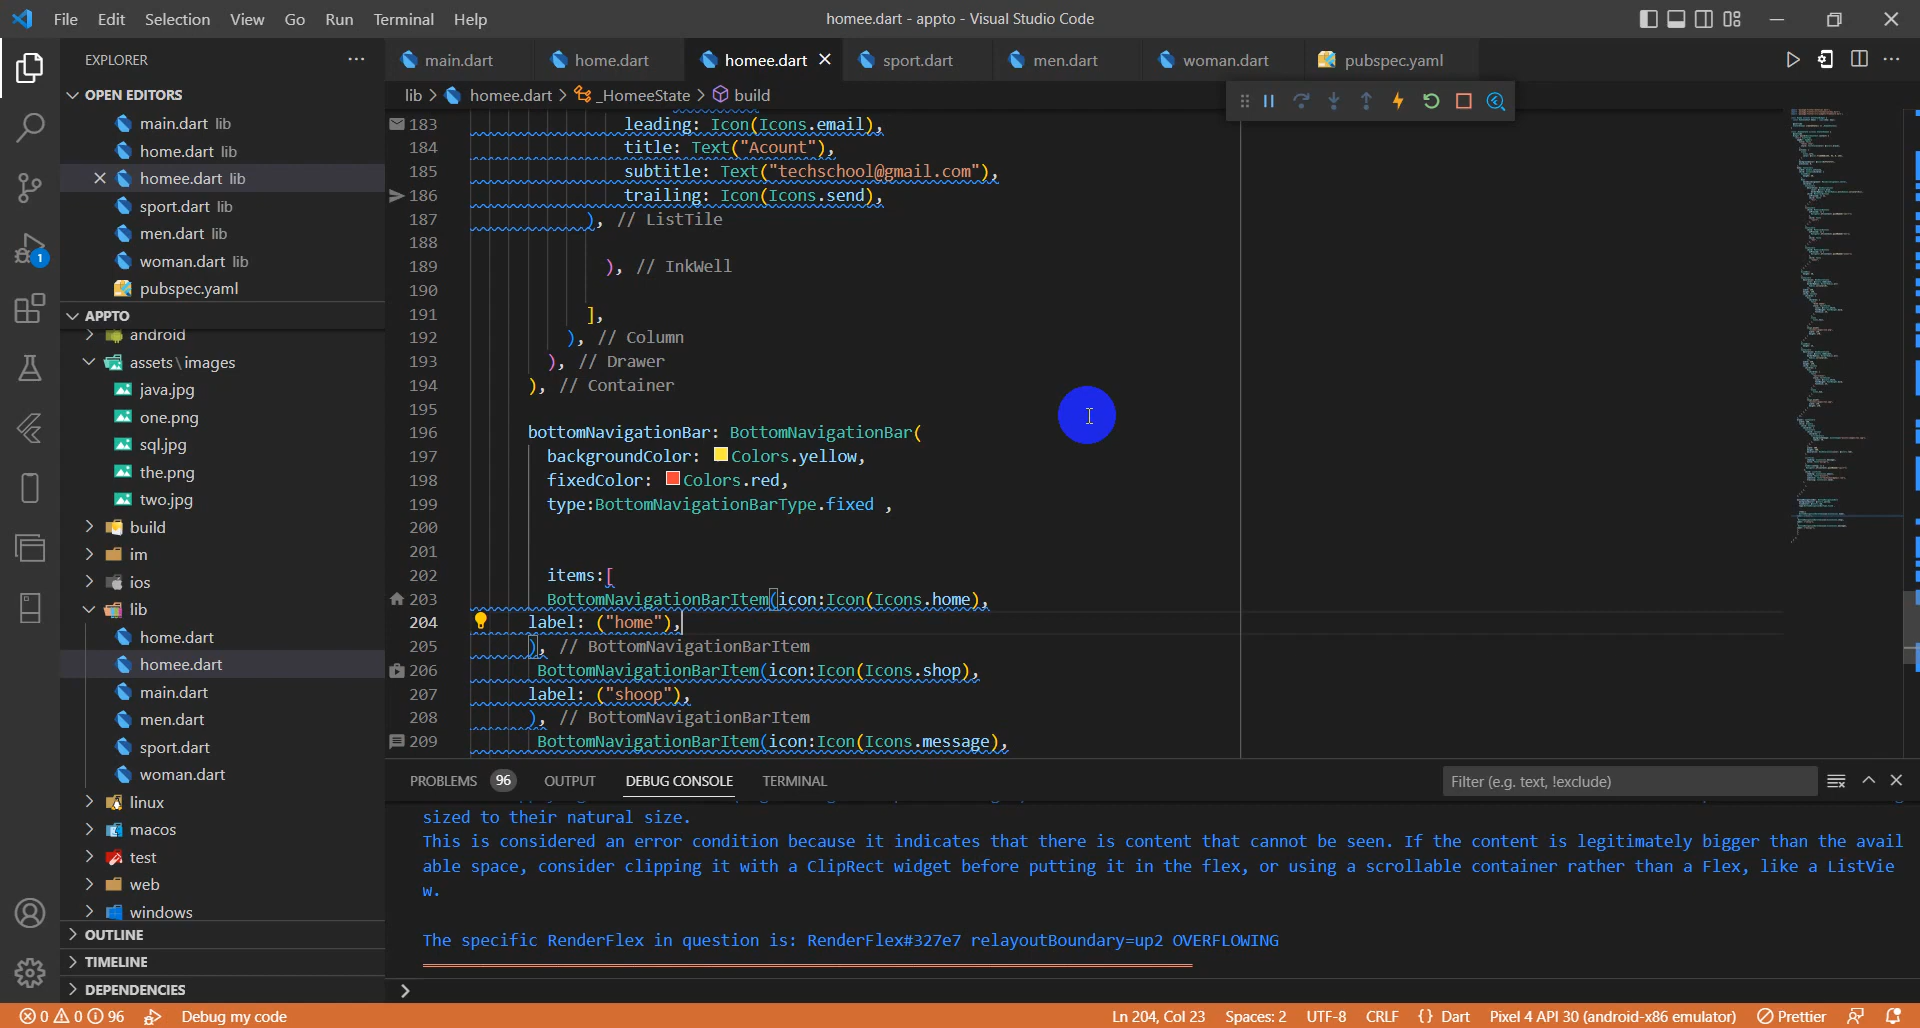 File Edit Selection View Go Run Terminal Help
homee.dart - appto - Visual Studio Code
EXPLORER
OPEN EDITORS
main.dart lib
home.dart lib
homee.dart lib
sport.dart lib
men.dart lib
woman.dart lib
pubspec.yaml
APPTO
android
assets\images
java.jpg
one.png
sql.jpg
the.png
two.jpg
build
im
ios
lib
home.dart
homee.dart
main.dart
men.dart
sport.dart
woman.dart
linux
macos
test
web
windows
OUTLINE
TIMELINE
DEPENDENCIES
1
main.dart home.dart homee.dart sport.dart men.dart woman.dart pubspec.yaml
lib > homee.dart > _HomeeState > build
183 leading: Icon(Icons.email),
184 title: Text("Acount"),
185 subtitle: Text("techschool@gmail.com"),
186 trailing: Icon(Icons.send),
187 ), // ListTile
188
189 ), // InkWell
190
191 ],
192 ), // Column
193 ), // Drawer
194 ), // Container
195
196 bottomNavigationBar: BottomNavigationBar(
197 backgroundColor: Colors.yellow,
198 fixedColor: Colors.red,
199 type:BottomNavigationBarType.fixed ,
200
201
202 items:[
203 BottomNavigationBarItem(icon:Icon(Icons.home),
204 label: ("home"),
205 ), // BottomNavigationBarItem
206 BottomNavigationBarItem(icon:Icon(Icons.shop),
207 label: ("shoop"),
208 ), // BottomNavigationBarItem
209 BottomNavigationBarItem(icon:Icon(Icons.message),
PROBLEMS 96 OUTPUT DEBUG CONSOLE TERMINAL
Filter (e.g. text, !exclude)
sized to their natural size.
This is considered an error condition because it indicates that there is content that cannot be seen. If the content is legitimately bigger than the avail
able space, consider clipping it with a ClipRect widget before putting it in the flex, or using a scrollable container rather than a Flex, like a ListVie
w.
The specific RenderFlex in question is: RenderFlex#327e7 relayoutBoundary=up2 OVERFLOWING
>
0 0 96 Debug my code
Ln 204, Col 23 Spaces: 2 UTF-8 CRLF {} Dart Pixel 4 API 30 (android-x86 emulator) Prettier